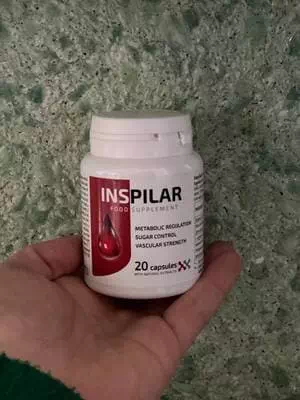 INSPILAR
FOOD SUPPLEMENT
METABOLIC REGULATION
SUGAR CONTROL
VASCULAR STRENGTH
20 capsules
WITH NATURAL EXTRACTS